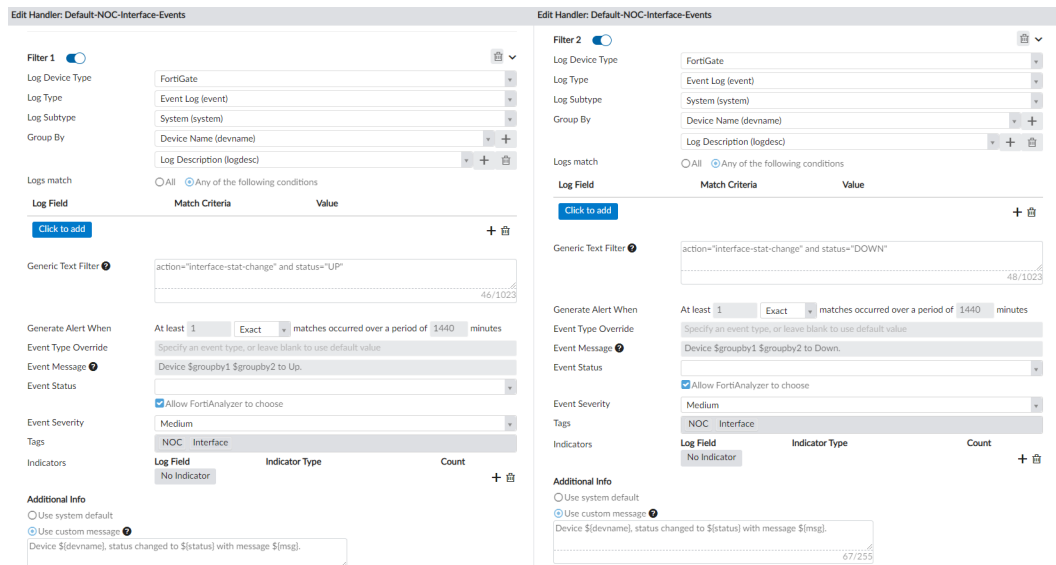 Edit Handler: Default-NOC-Interface-Events
Filter 1
Log Device Type FortiGate
Log Type Event Log (event)
Log Subtype System (system)
Group By Device Name (devname)
Log Description (logdesc)
Logs match All Any of the following conditions
Log Field Match Criteria Value
Click to add
Generic Text Filter action="interface-stat-change" and status="UP"
46/1023
Generate Alert When At least 1 Exact matches occurred over a period of 1440 minutes
Event Type Override Specify an event type, or leave blank to use default value
Event Message Device $groupby1 $groupby2 to Up.
Event Status
Allow FortiAnalyzer to choose
Event Severity Medium
Tags NOC Interface
Indicators Log Field Indicator Type Count
No Indicator
Additional Info
Use system default
Use custom message
Device ${devname}, status changed to ${status} with message ${msg}.
Edit Handler: Default-NOC-Interface-Events
Filter 2
Log Device Type FortiGate
Log Type Event Log (event)
Log Subtype System (system)
Group By Device Name (devname)
Log Description (logdesc)
Logs match All Any of the following conditions
Log Field Match Criteria Value
Click to add
Generic Text Filter action="interface-stat-change" and status="DOWN"
48/1023
Generate Alert When At least 1 Exact matches occurred over a period of 1440 minutes
Event Type Override Specify an event type, or leave blank to use default value
Event Message Device $groupby1 $groupby2 to Down.
Event Status
Allow FortiAnalyzer to choose
Event Severity Medium
Tags NOC Interface
Indicators Log Field Indicator Type Count
No Indicator
Additional Info
Use system default
Use custom message
Device ${devname}, status changed to ${status} with message ${msg}.
67/255